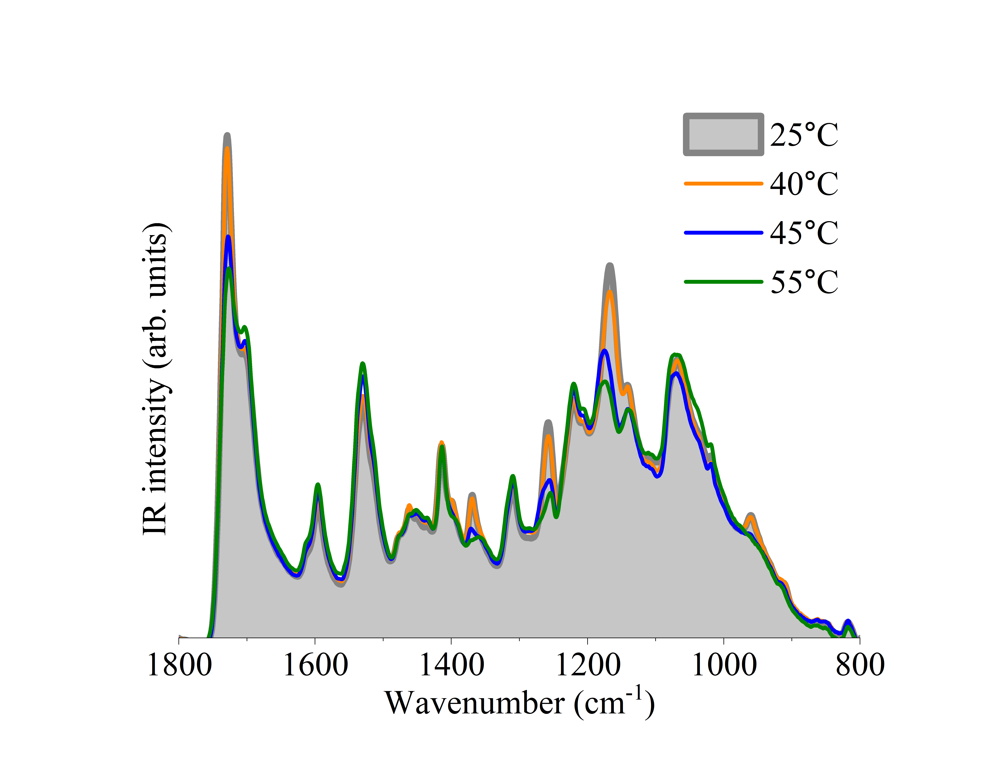 25°C
40°C
45°C
55°C
IR intensity (arb. units)
1800 1600 1400 1200 1000 800
Wavenumber (cm-1)